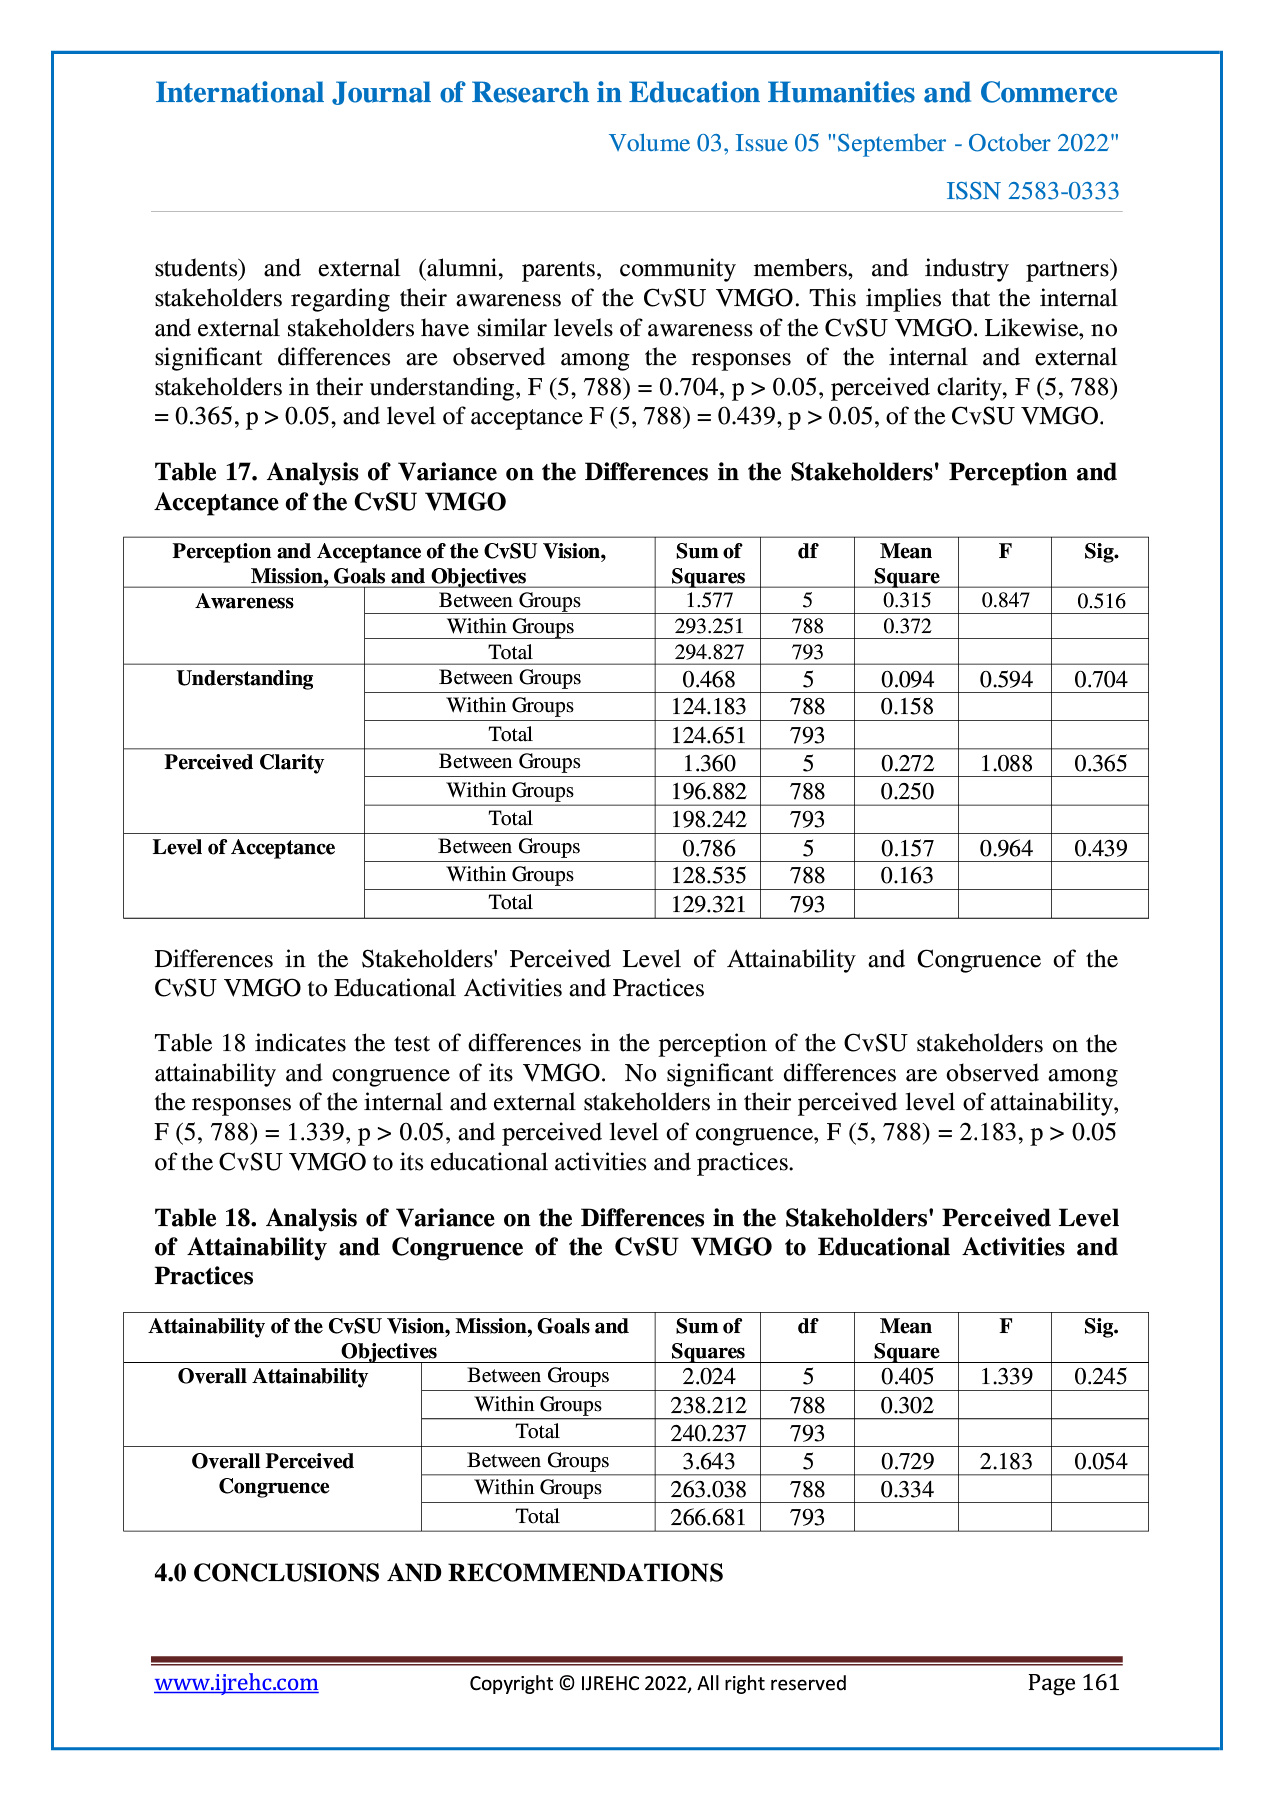 International Journal of Research in Education Humanities and Commerce
Volume 03, Issue 05 "September - October 2022"
ISSN 2583-0333
students) and external (alumni, parents, community members, and industry partners)
stakeholders regarding their awareness of the CvSU VMGO. This implies that the internal
and external stakeholders have similar levels of awareness of the CvSU VMGO. Likewise, no
significant differences are observed among the responses of the internal and external
stakeholders in their understanding, F (5, 788) = 0.704, p > 0.05, perceived clarity, F (5, 788)
= 0.365, p > 0.05, and level of acceptance F (5, 788) = 0.439, p > 0.05, of the CvSU VMGO.
Table 17. Analysis of Variance on the Differences in the Stakeholders' Perception and
Acceptance of the CvSU VMGO
Perception and Acceptance of the CvSU Vision, Sum of df Mean F Sig.
Mission, Goals and Objectives Squares Square
Awareness Between Groups 1.577 5 0.315 0.847 0.516
Within Groups 293.251 788 0.372
Total 294.827 793
Understanding Between Groups 0.468 5 0.094 0.594 0.704
Within Groups 124.183 788 0.158
Total 124.651 793
Perceived Clarity Between Groups 1.360 5 0.272 1.088 0.365
Within Groups 196.882 788 0.250
Total 198.242 793
Level of Acceptance Between Groups 0.786 5 0.157 0.964 0.439
Within Groups 128.535 788 0.163
Total 129.321 793
Differences in the Stakeholders' Perceived Level of Attainability and Congruence of the
CvSU VMGO to Educational Activities and Practices
Table 18 indicates the test of differences in the perception of the CvSU stakeholders on the
attainability and congruence of its VMGO. No significant differences are observed among
the responses of the internal and external stakeholders in their perceived level of attainability,
F (5, 788) = 1.339, p > 0.05, and perceived level of congruence, F (5, 788) = 2.183, p > 0.05
of the CvSU VMGO to its educational activities and practices.
Table 18. Analysis of Variance on the Differences in the Stakeholders' Perceived Level
of Attainability and Congruence of the CvSU VMGO to Educational Activities and
Practices
Attainability of the CvSU Vision, Mission, Goals and Sum of df Mean F Sig.
Objectives Squares Square
Overall Attainability Between Groups 2.024 5 0.405 1.339 0.245
Within Groups 238.212 788 0.302
Total 240.237 793
Overall Perceived Between Groups 3.643 5 0.729 2.183 0.054
Congruence Within Groups 263.038 788 0.334
Total 266.681 793
4.0 CONCLUSIONS AND RECOMMENDATIONS
www.ijrehc.com Copyright © IJREHC 2022, All right reserved Page 161